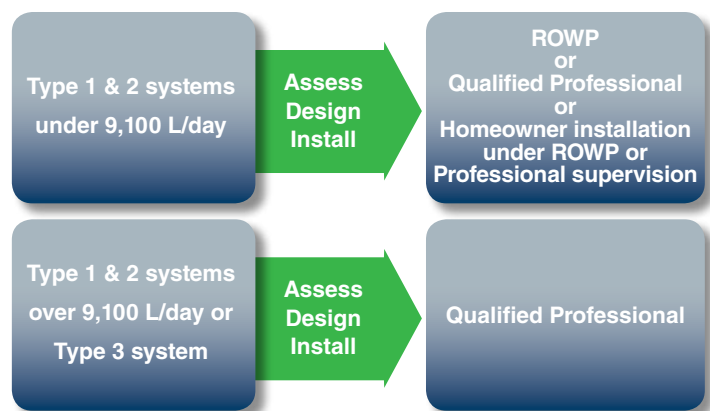 Type 1 & 2 systems
under 9,100 L/day
Assess
Design
Install
ROWP
or
Qualified Professional
or
Homeowner installation
under ROWP or
Professional supervision
Type 1 & 2 systems
over 9,100 L/day or
Type 3 system
Assess
Design
Install
Qualified Professional